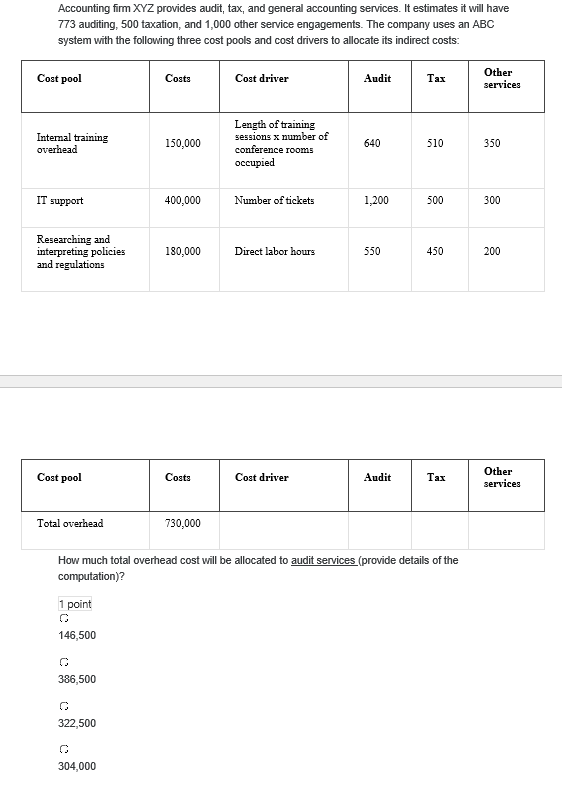 Accounting firm XYZ provides audit, tax, and general accounting services. It estimates it will have
773 auditing, 500 taxation, and 1,000 other service engagements. The company uses an ABC
system with the following three cost pools and cost drivers to allocate its indirect costs:
Cost pool Costs Cost driver Audit Tax Other services
Internal training overhead 150,000 Length of training sessions x number of conference rooms occupied 640 510 350
IT support 400,000 Number of tickets 1,200 500 300
Researching and interpreting policies and regulations 180,000 Direct labor hours 550 450 200
Cost pool Costs Cost driver Audit Tax Other services
Total overhead 730,000
How much total overhead cost will be allocated to audit services (provide details of the
computation)?
1 point
146,500
386,500
322,500
304,000